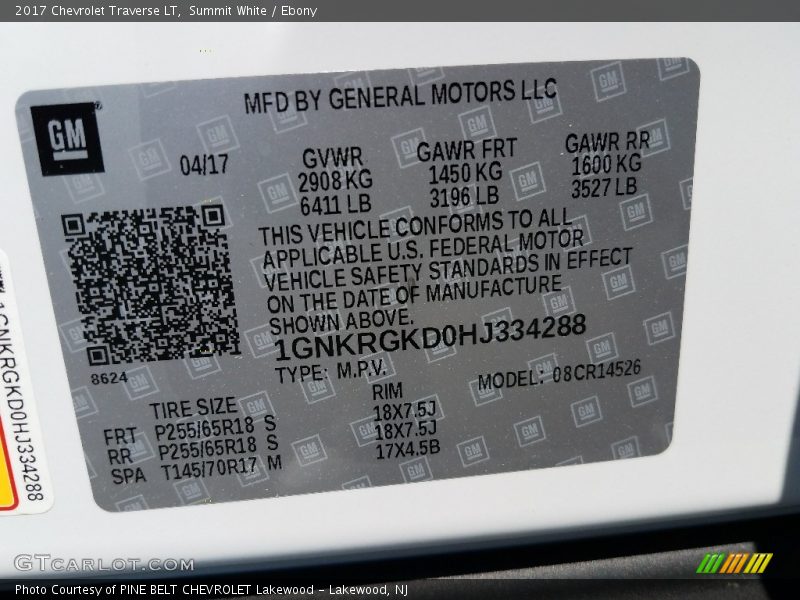 2017 Chevrolet Traverse LT, Summit White / Ebony
MFD BY GENERAL MOTORS LLC
GM
04/17
GVWR GAWR FRT GAWR RR
2908 KG 1450 KG 1600 KG
6411 LB 3196 LB 3527 LB
THIS VEHICLE CONFORMS TO ALL
APPLICABLE U.S. FEDERAL MOTOR
VEHICLE SAFETY STANDARDS IN EFFECT
ON THE DATE OF MANUFACTURE
SHOWN ABOVE.
1GNKRGKD0HJ334288
8624
TYPE: M.P.V. MODEL: 08CR14526
TIRE SIZE RIM
FRT P255/65R18 S 18X7.5J
RR P255/65R18 S 18X7.5J
SPA T145/70R17 M 17X4.5B
1GNKRGKD0HJ334288
GTCARLOT.COM
Photo Courtesy of PINE BELT CHEVROLET Lakewood - Lakewood, NJ